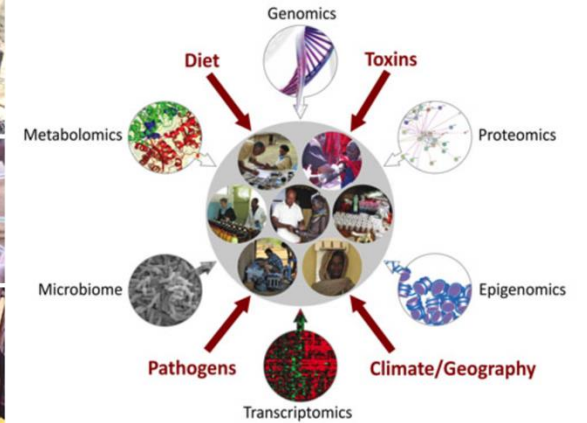 Genomics
Diet
Toxins
Metabolomics
Proteomics
Microbiome
Epigenomics
Pathogens
Climate/Geography
Transcriptomics